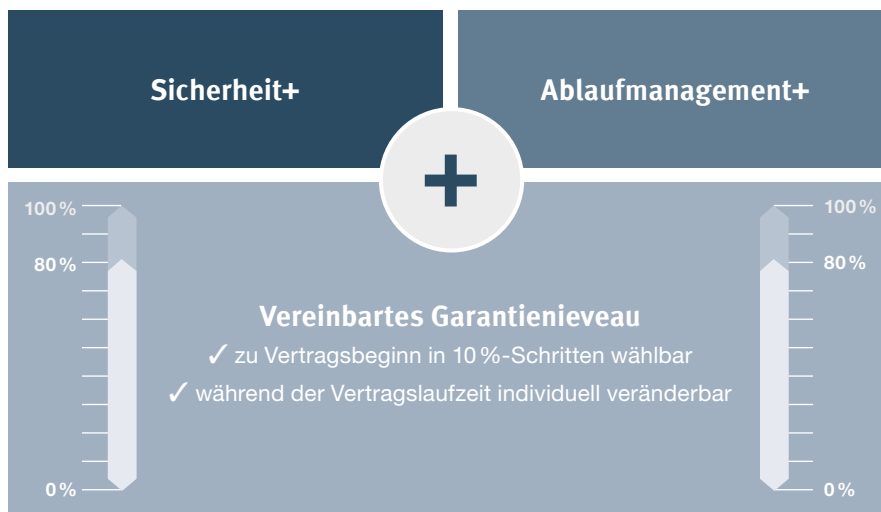 Sicherheit+
Ablaufmanagement+
+
100 %
100 %
80 %
80 %
Vereinbartes Garantienieveau
✓ zu Vertragsbeginn in 10 %-Schritten wählbar
✓ während der Vertragslaufzeit individuell veränderbar
0 %
0 %